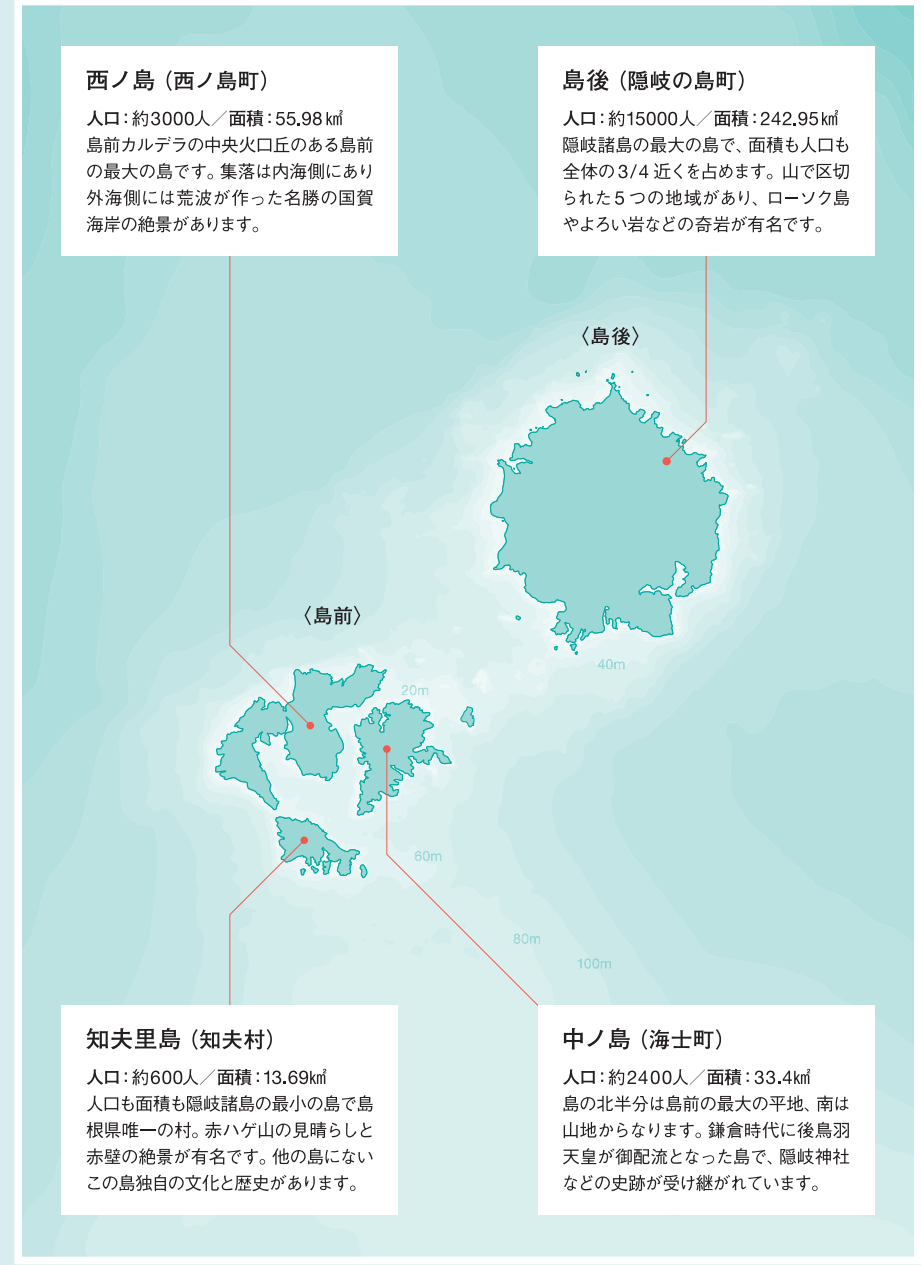 西ノ島（西ノ島町）
人口：約3000人／面積：55.98㎢
島前カルデラの中央火口丘のある島前
の最大の島です。集落は内海側にあり
外海側には荒波が作った名勝の国賀
海岸の絶景があります。
島後（隠岐の島町）
人口：約15000人／面積：242.95㎢
隠岐諸島の最大の島で、面積も人口も
全体の3/4近くを占めます。山で区切
られた5つの地域があり、ローソク島
やよろい岩などの奇岩が有名です。
〈島後〉
〈島前〉
40m
20m
60m
80m
100m
知夫里島（知夫村）
人口：約600人／面積：13.69㎢
人口も面積も隠岐諸島の最小の島で島
根県唯一の村。赤ハゲ山の見晴らしと
赤壁の絶景が有名です。他の島にない
この島独自の文化と歴史があります。
中ノ島（海士町）
人口：約2400人／面積：33.4㎢
島の北半分は島前の最大の平地、南は
山地からなります。鎌倉時代に後鳥羽
天皇が御配流となった島で、隠岐神社
などの史跡が受け継がれています。